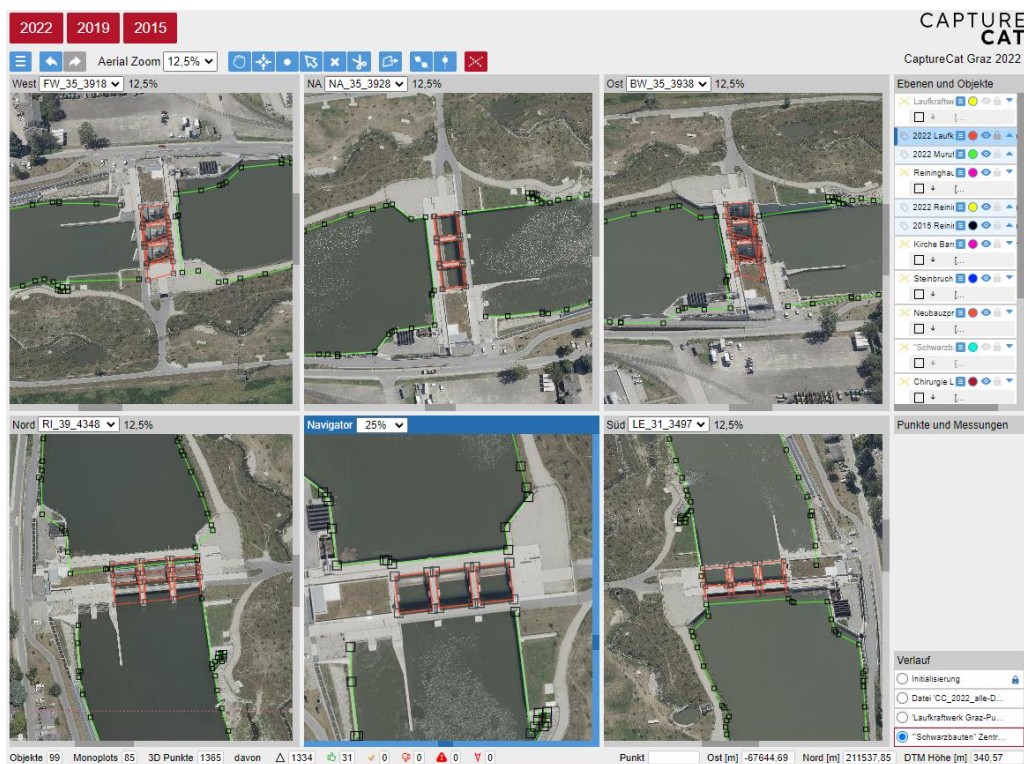 2022 2019 2015
CAPTURE
CAT
Aerial Zoom 12,5%
CaptureCat Graz 2022
West FW_35_3918 12,5%
NA NA_35_3928 12,5%
Ost BW_35_3938 12,5%
Ebenen und Objekte
Laufkraftwe
[...
2022 Laufk
2022 Muruf
Reininghau
[...
2022 Reini
2015 Reini
Kirche Bar
[...
Steinbruch
[...
Neubauzpr
[...
"Schwarzb
[...
Chirurgie L
[...
Nord RI_39_4348 12,5%
Navigator 25%
Süd LE_31_3497 12,5%
Punkte und Messungen
Verlauf
Initialisierung
Datei 'CC_2022_alle-D...
'Laufkraftwerk Graz-Pu...
'"Schwarzbauten" Zentr...
Objekte 99 Monoplots 85 3D Punkte 1365 davon 1334 31 0 0 0 0 Punkt Ost [m] -67644,69 Nord [m] 211537,85 DTM Höhe [m] 340,57